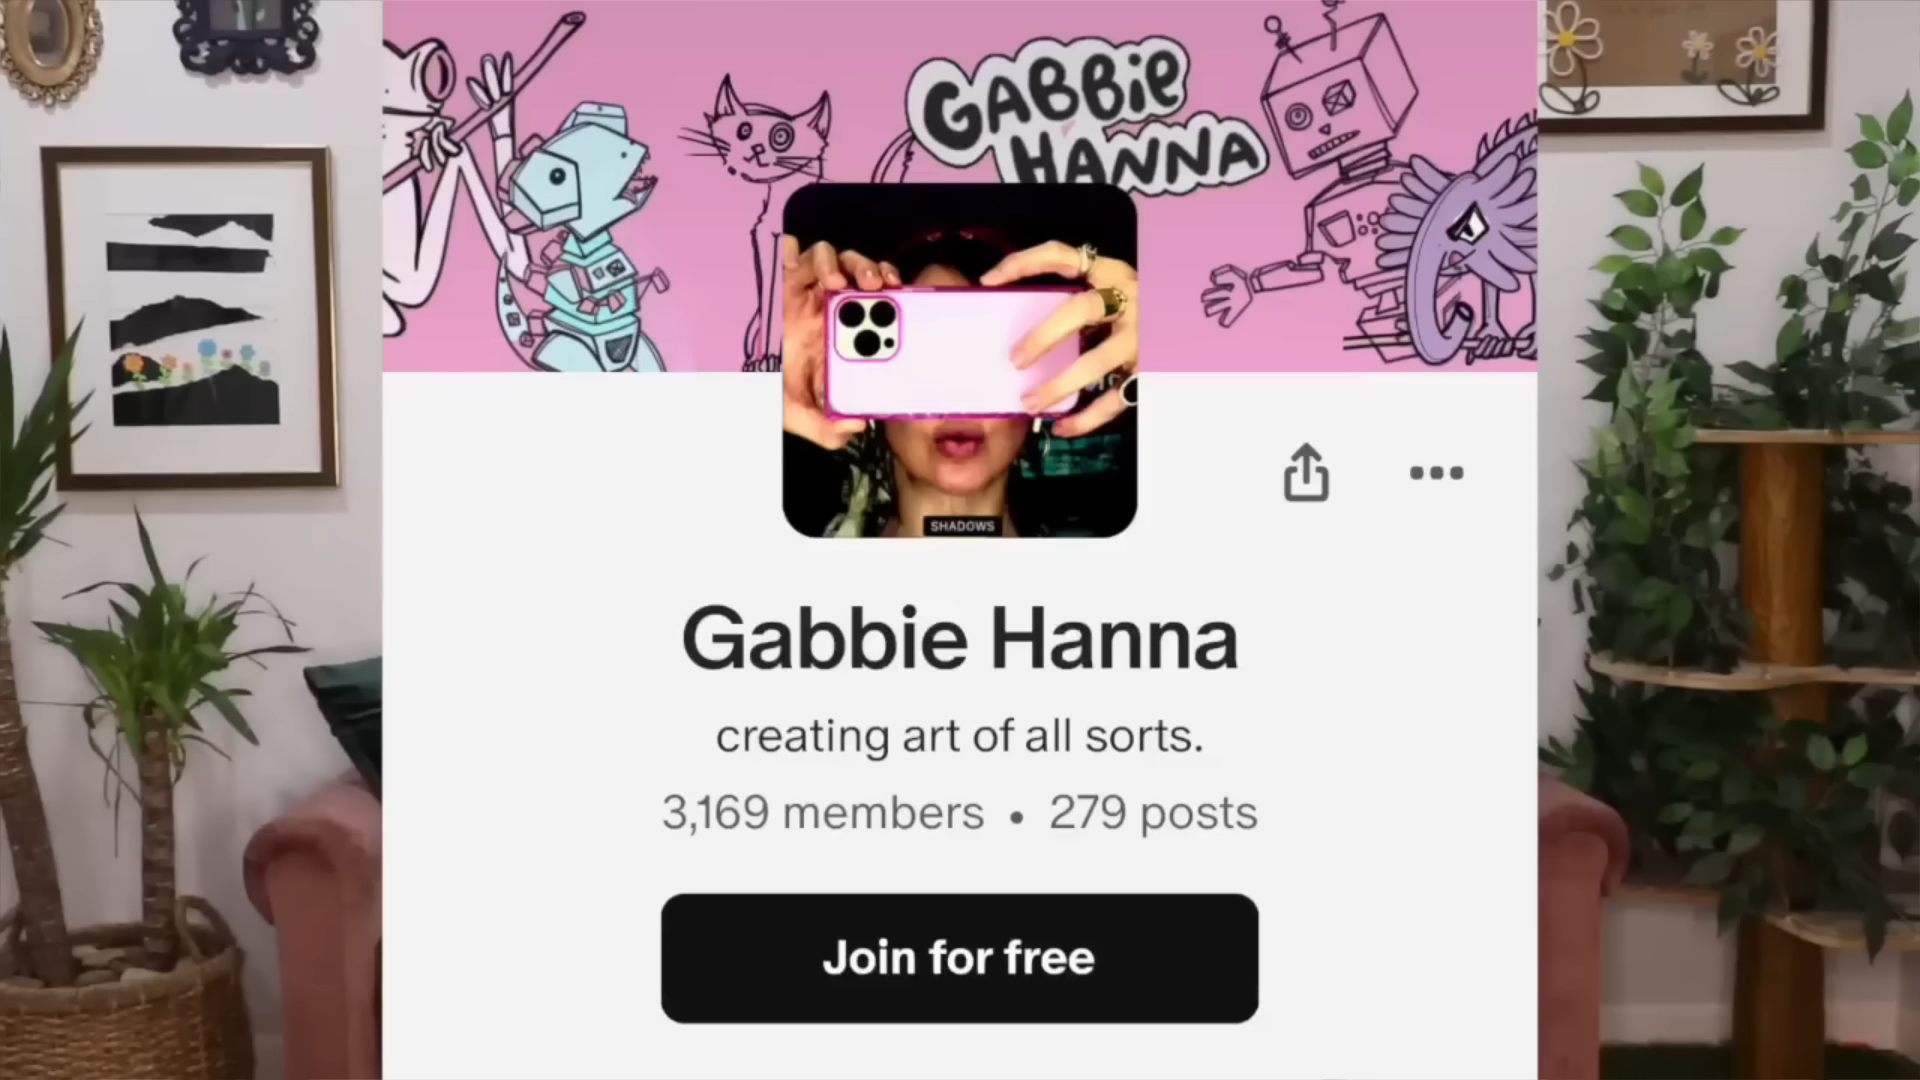 GABBiE
HANNA
SHADOWS
Gabbie Hanna
creating art of all sorts.
3,169 members • 279 posts
Join for free